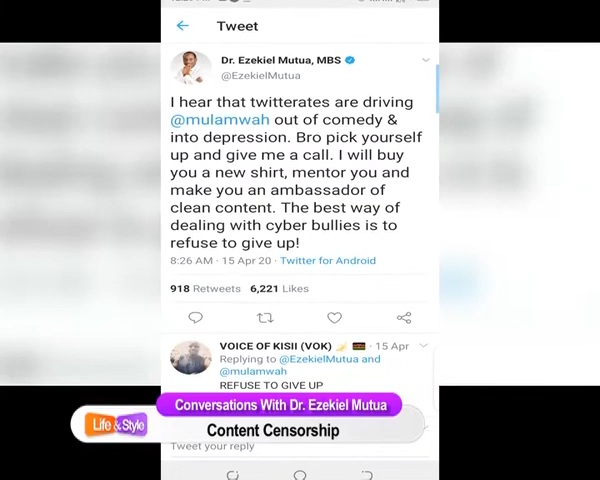 Tweet
Dr. Ezekiel Mutua, MBS
@EzekielMutua
I hear that twitterates are driving
@mulamwah out of comedy &
into depression. Bro pick yourself
up and give me a call. I will buy
you a new shirt, mentor you and
make you an ambassador of
clean content. The best way of
dealing with cyber bullies is to
refuse to give up!
8:26 AM · 15 Apr 20 · Twitter for Android
918 Retweets 6,221 Likes
VOICE OF KISII (VOK) · 15 Apr
Replying to @EzekielMutua and
@mulamwah
REFUSE TO GIVE UP
Conversations With Dr. Ezekiel Mutua
Life & Style
Content Censorship
Tweet your reply